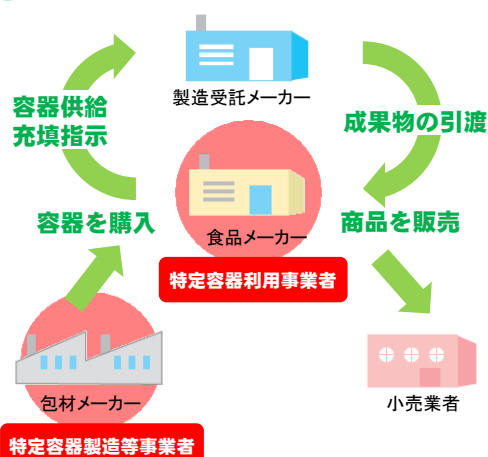 製造受託メーカー
容器供給
充填指示
成果物の引渡
容器を購入
食品メーカー
商品を販売
特定容器利用事業者
包材メーカー
小売業者
特定容器製造等事業者